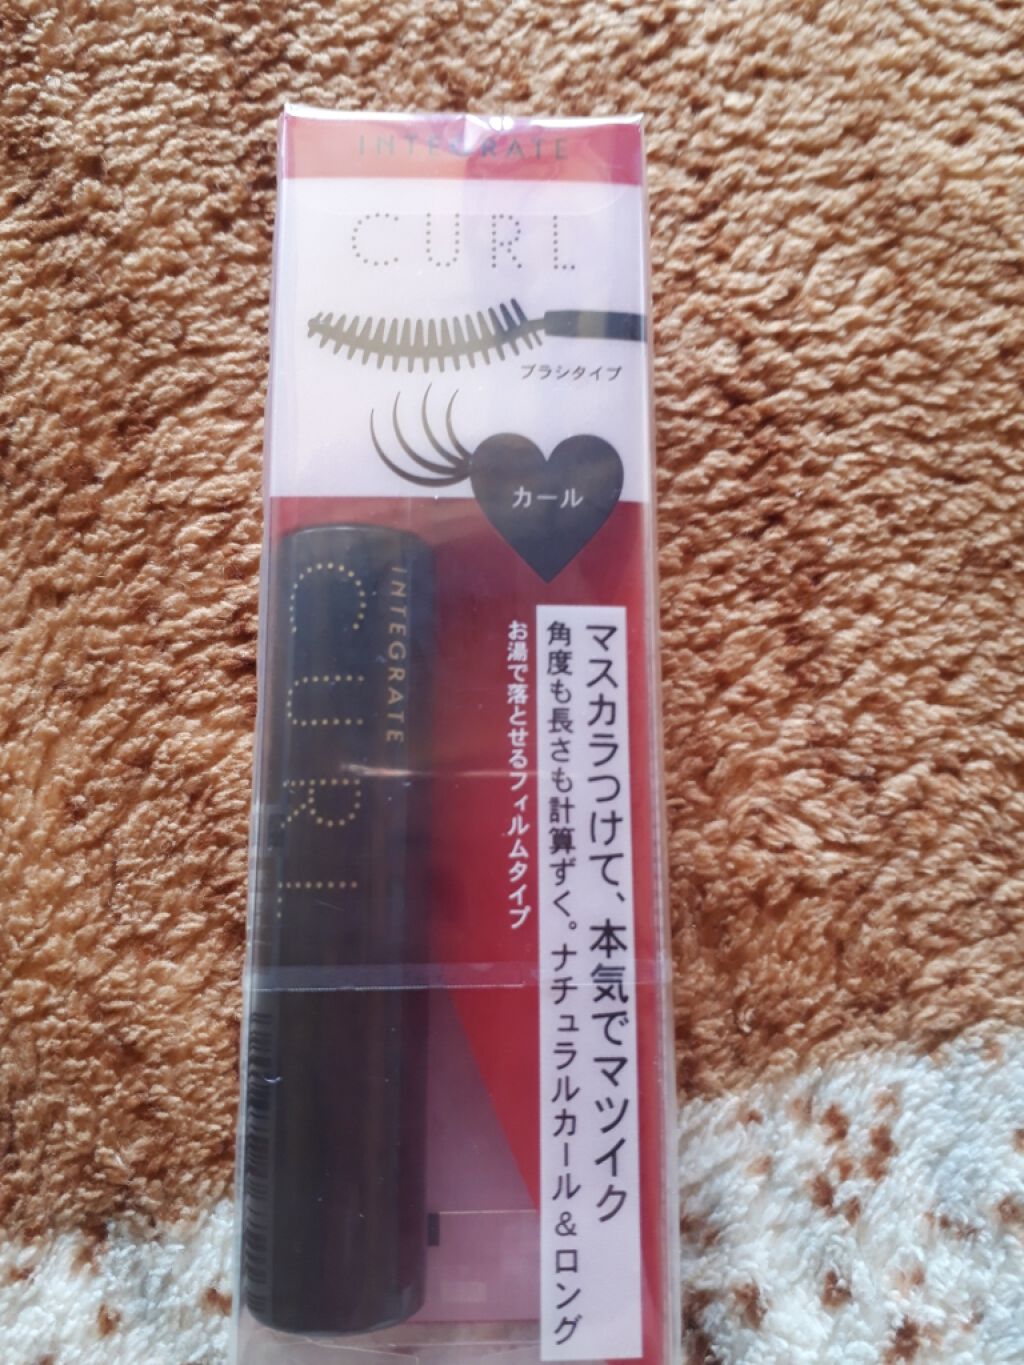 INTEGRATE
CURL
ブラシタイプ
カール
マスカラつけて、本気でマツイク
角度も長さも計算ずく。ナチュラルカール&ロング
お湯で落とせるフィルムタイプ
INTEGRATE
CURL